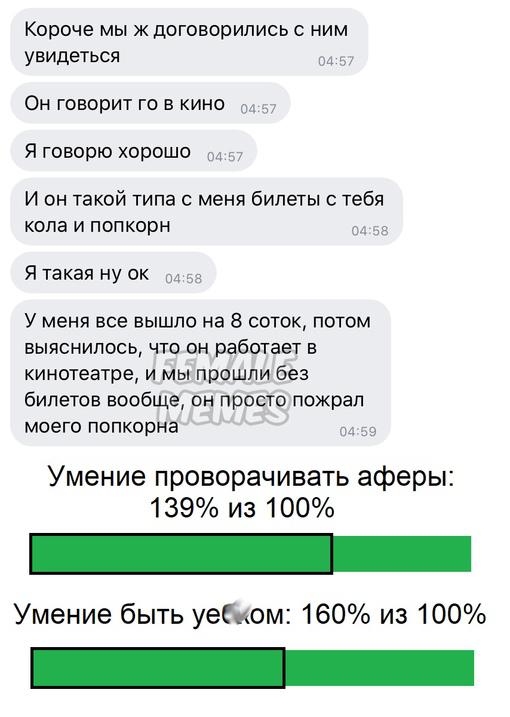 Короче мы ж договорились с ним
увидеться
04:57
Он говорит го в кино
04:57
Я говорю хорошо
04:57
И он такой типа с меня билеты с тебя
кола и попкорн
04:58
Я такая ну ок
04:58
У меня все вышло на 8 соток, потом
выяснилось, что он работает в
кинотеатре, и мы прошли без
билетов вообще, он просто пожрал
моего попкорна
04:59
FEMALE
MEMES
Умение проворачивать аферы:
139% из 100%
Умение быть уе ком: 160% из 100%